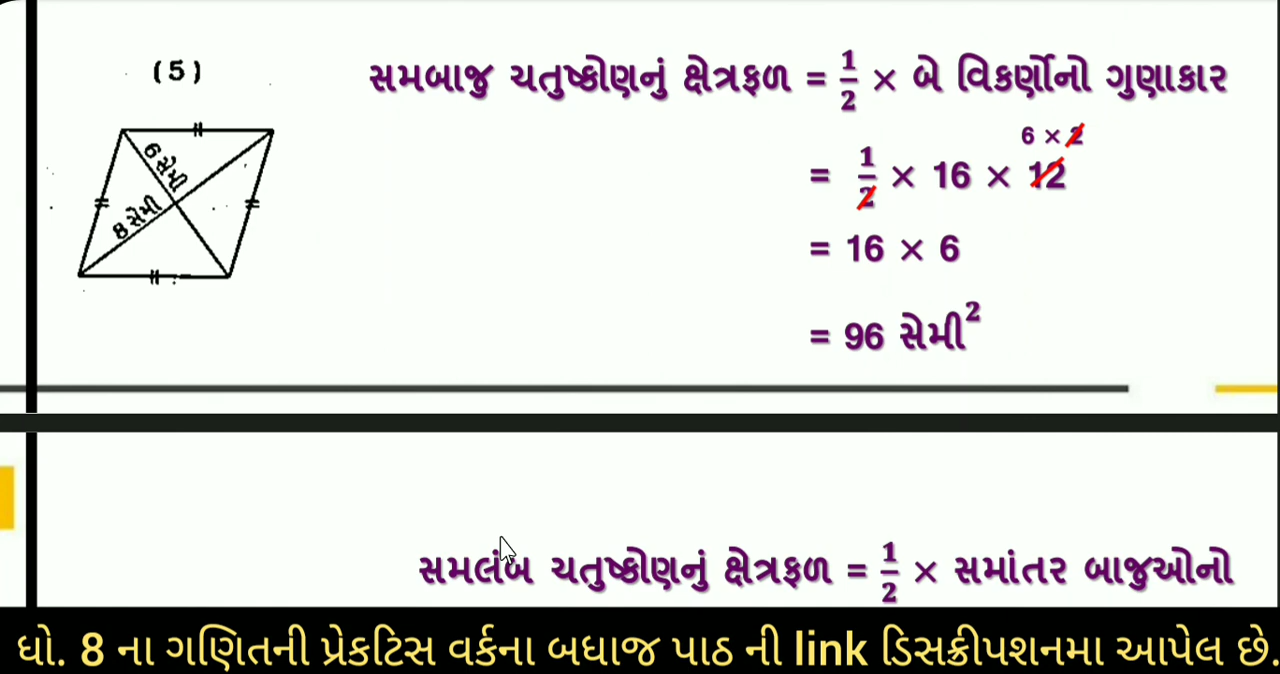 (5)
સમબાજુ ચતુષ્કોણનું ક્ષેત્રફળ = 1/2 × બે વિકર્ણોનો ગુણાકાર
6 × 2
= 1/2 × 16 × 12
6 સેમી
8 સેમી
= 16 × 6
= 96 સેમી²
સમલંબ ચતુષ્કોણનું ક્ષેત્રફળ = 1/2 × સમાંતર બાજુઓનો
ધો. 8 ના ગણિતની પ્રેકટિસ વર્કના બધાજ પાઠ ની link ડિસક્રીપશનમા આપેલ છે.